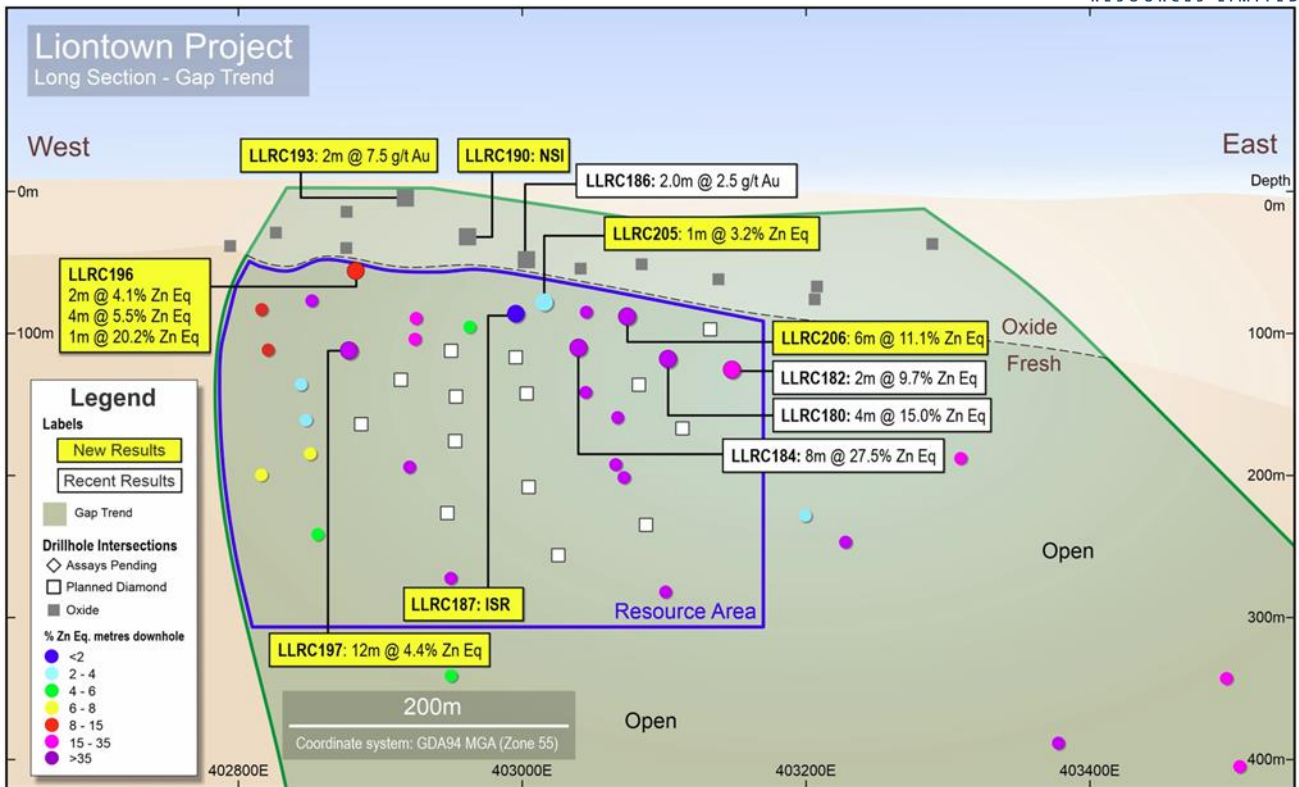 RESOURCES LIMITED
Liontown Project
Long Section - Gap Trend
West
East
LLRC193: 2m @ 7.5 g/t Au
LLRC190: NSI
LLRC186: 2.0m @ 2.5 g/t Au
0m
Depth
0m
LLRC205: 1m @ 3.2% Zn Eq
LLRC196
2m @ 4.1% Zn Eq
4m @ 5.5% Zn Eq
1m @ 20.2% Zn Eq
100m
100m
Oxide
Fresh
LLRC206: 6m @ 11.1% Zn Eq
LLRC182: 2m @ 9.7% Zn Eq
LLRC180: 4m @ 15.0% Zn Eq
LLRC184: 8m @ 27.5% Zn Eq
200m
Open
LLRC187: ISR
Resource Area
300m
LLRC197: 12m @ 4.4% Zn Eq
Legend
Labels
New Results
Recent Results
Gap Trend
Drillhole Intersections
Assays Pending
Planned Diamond
Oxide
% Zn Eq. metres downhole
<2
2 - 4
4 - 6
6 - 8
8 - 15
15 - 35
>35
200m
Coordinate system: GDA94 MGA (Zone 55)
Open
402800E
403000E
403200E
403400E
400m